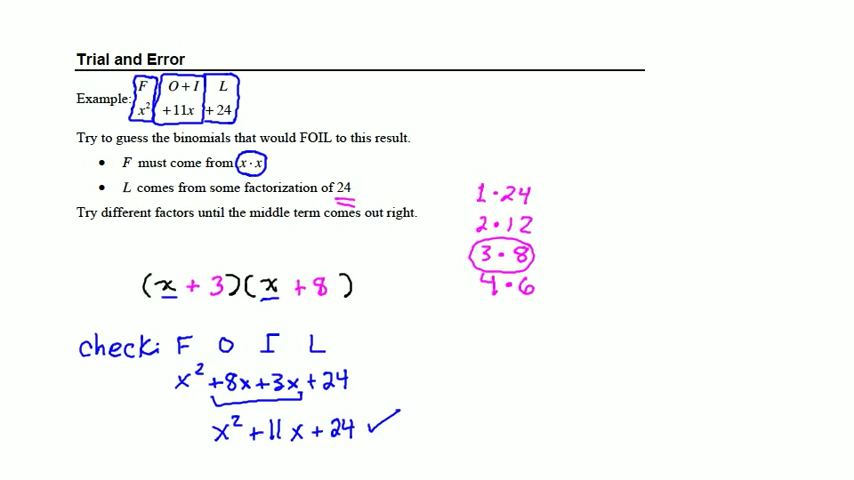 Trial and Error
F O + I L
Example: x² +11x +24
Try to guess the binomials that would FOIL to this result.
• F must come from x · x
• L comes from some factorization of 24
Try different factors until the middle term comes out right.
1 · 24
2 · 12
3 · 8
4 · 6
(x + 3)(x + 8)
check: F O I L
x² +8x+3x+24
x² +11x+24 ✓